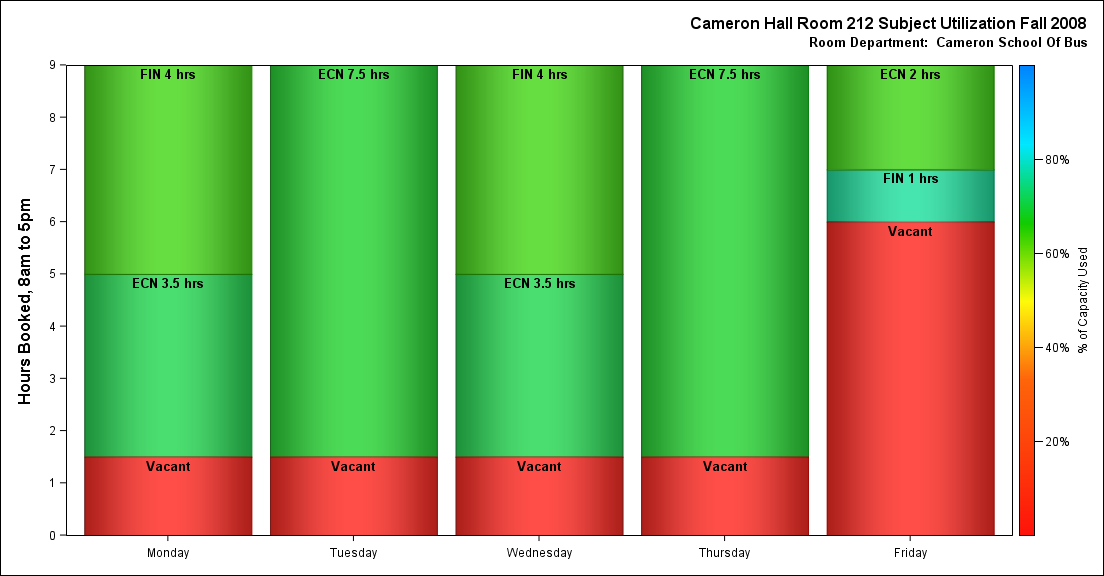 Cameron Hall Room 212 Subject Utilization Fall 2008
Room Department:  Cameron School Of Bus
Hours Booked, 8am to 5pm
9
8
7
6
5
4
3
2
1
0
FIN 4 hrs
ECN 3.5 hrs
Vacant
ECN 7.5 hrs
Vacant
FIN 4 hrs
ECN 3.5 hrs
Vacant
ECN 7.5 hrs
Vacant
ECN 2 hrs
FIN 1 hrs
Vacant
Monday
Tuesday
Wednesday
Thursday
Friday
80%
60%
40%
20%
% of Capacity Used